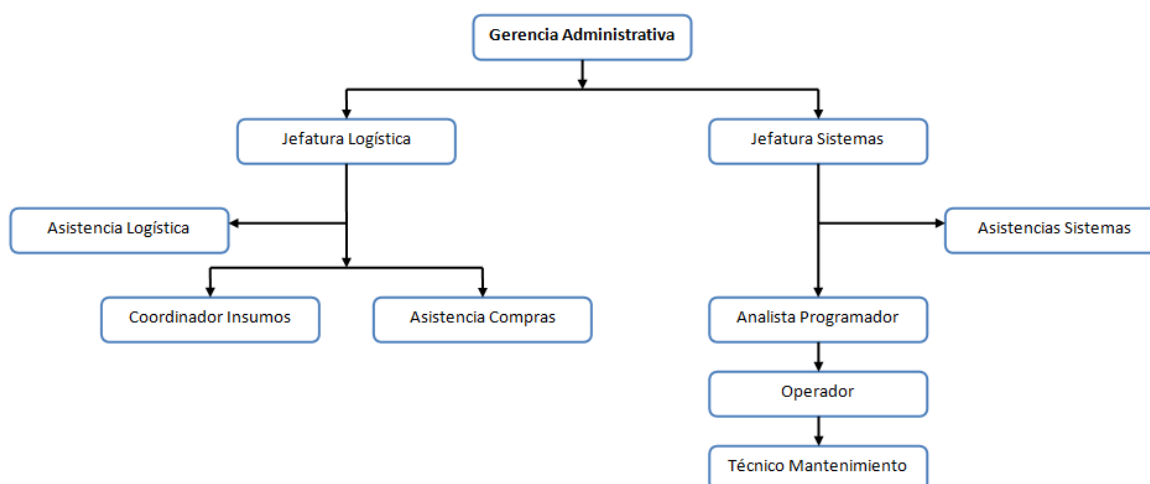 Gerencia Administrativa
Jefatura Logística
Jefatura Sistemas
Asistencia Logística
Asistencias Sistemas
Coordinador Insumos
Asistencia Compras
Analista Programador
Operador
Técnico Mantenimiento